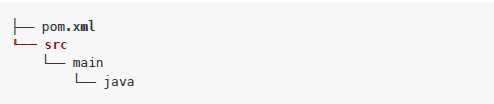 ├── pom.xml
└── src
    └── main
        └── java